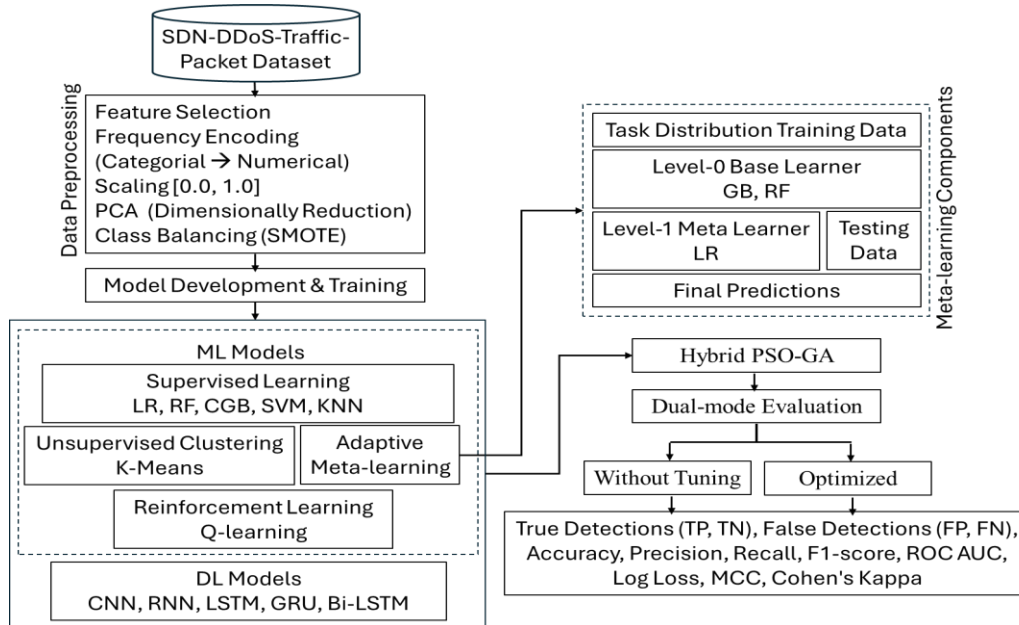 SDN-DDoS-Traffic-
Packet Dataset
Data Preprocessing
Feature Selection
Frequency Encoding
(Categorial → Numerical)
Scaling [0.0, 1.0]
PCA (Dimensionally Reduction)
Class Balancing (SMOTE)
Model Development & Training
ML Models
Supervised Learning
LR, RF, CGB, SVM, KNN
Unsupervised Clustering
K-Means
Adaptive
Meta-learning
Reinforcement Learning
Q-learning
DL Models
CNN, RNN, LSTM, GRU, Bi-LSTM
Meta-learning Components
Task Distribution Training Data
Level-0 Base Learner
GB, RF
Level-1 Meta Learner
LR
Testing
Data
Final Predictions
Hybrid PSO-GA
Dual-mode Evaluation
Without Tuning
Optimized
True Detections (TP, TN), False Detections (FP, FN),
Accuracy, Precision, Recall, F1-score, ROC AUC,
Log Loss, MCC, Cohen's Kappa